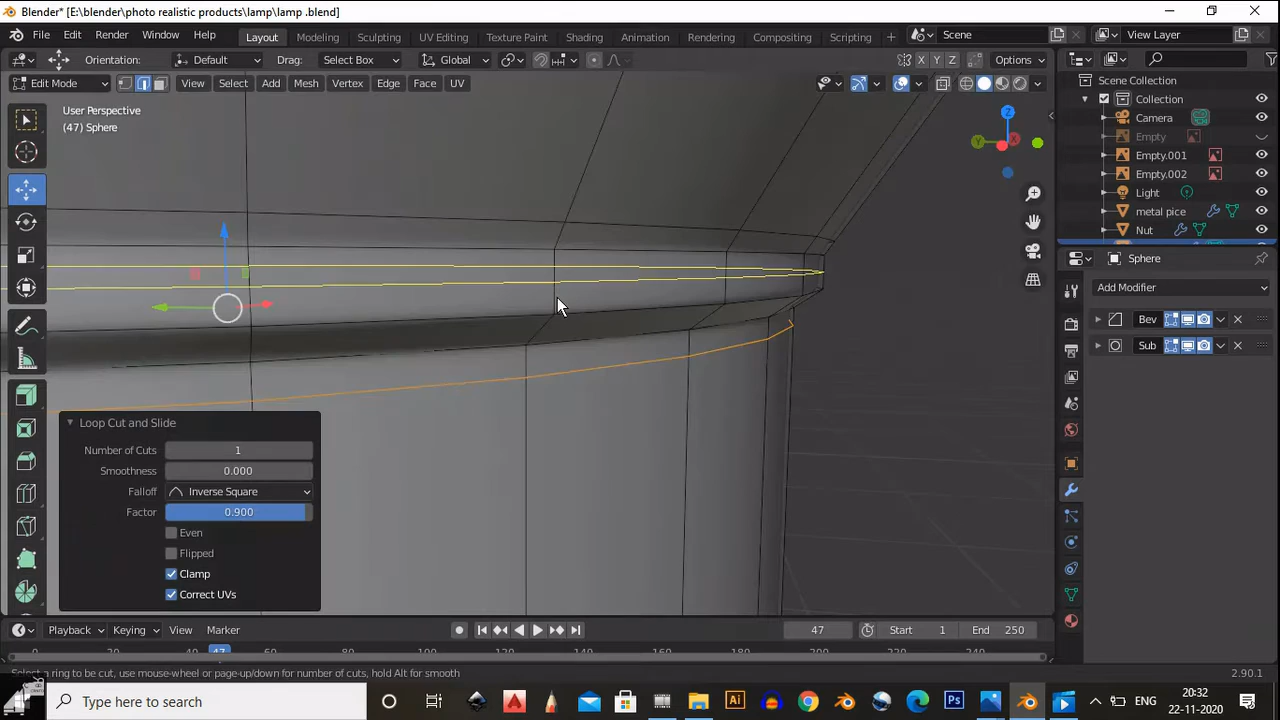 Blender* [E:\blender\photo realistic products\lamp\lamp .blend]
File Edit Render Window Help Layout Modeling Sculpting UV Editing Texture Paint Shading Animation Rendering Compositing Scripting + Scene View Layer
Orientation: Default Drag: Select Box Global X Y Z Options
Edit Mode View Select Add Mesh Vertex Edge Face UV
User Perspective
(47) Sphere
Z
Scene Collection
Collection
Camera
Empty
Empty.001
Empty.002
Light
metal pice
Nut
Sphere
Add Modifier
Bev
Sub
Loop Cut and Slide
Number of Cuts 1
Smoothness 0.000
Falloff Inverse Square
Factor 0.900
Even
Flipped
Clamp
Correct UVs
Playback Keying View Marker 47 Start 1 End 250
0 20 40 47 60 80 100 120 140 160 180 200 220 240
Select a ring to be cut, use mouse-wheel or page-up/down for number of cuts, hold Alt for smooth 2.90.1
Type here to search
Ai
Ps
ENG
20:32
22-11-2020